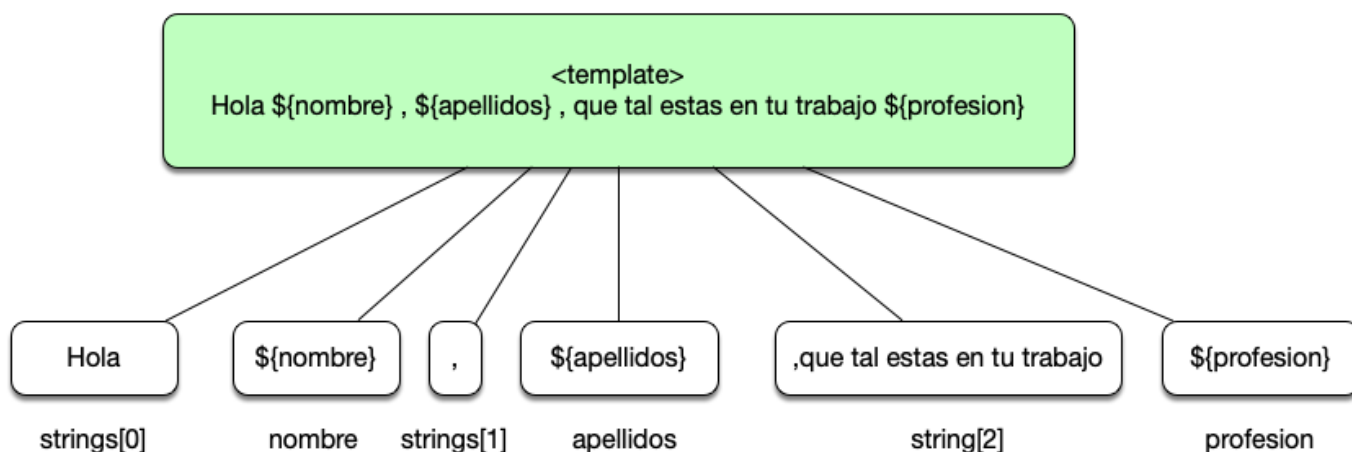 <template>
Hola ${nombre} , ${apellidos} , que tal estas en tu trabajo ${profesion}
Hola
${nombre}
,
${apellidos}
,que tal estas en tu trabajo
${profesion}
strings[0]
nombre
strings[1]
apellidos
string[2]
profesion